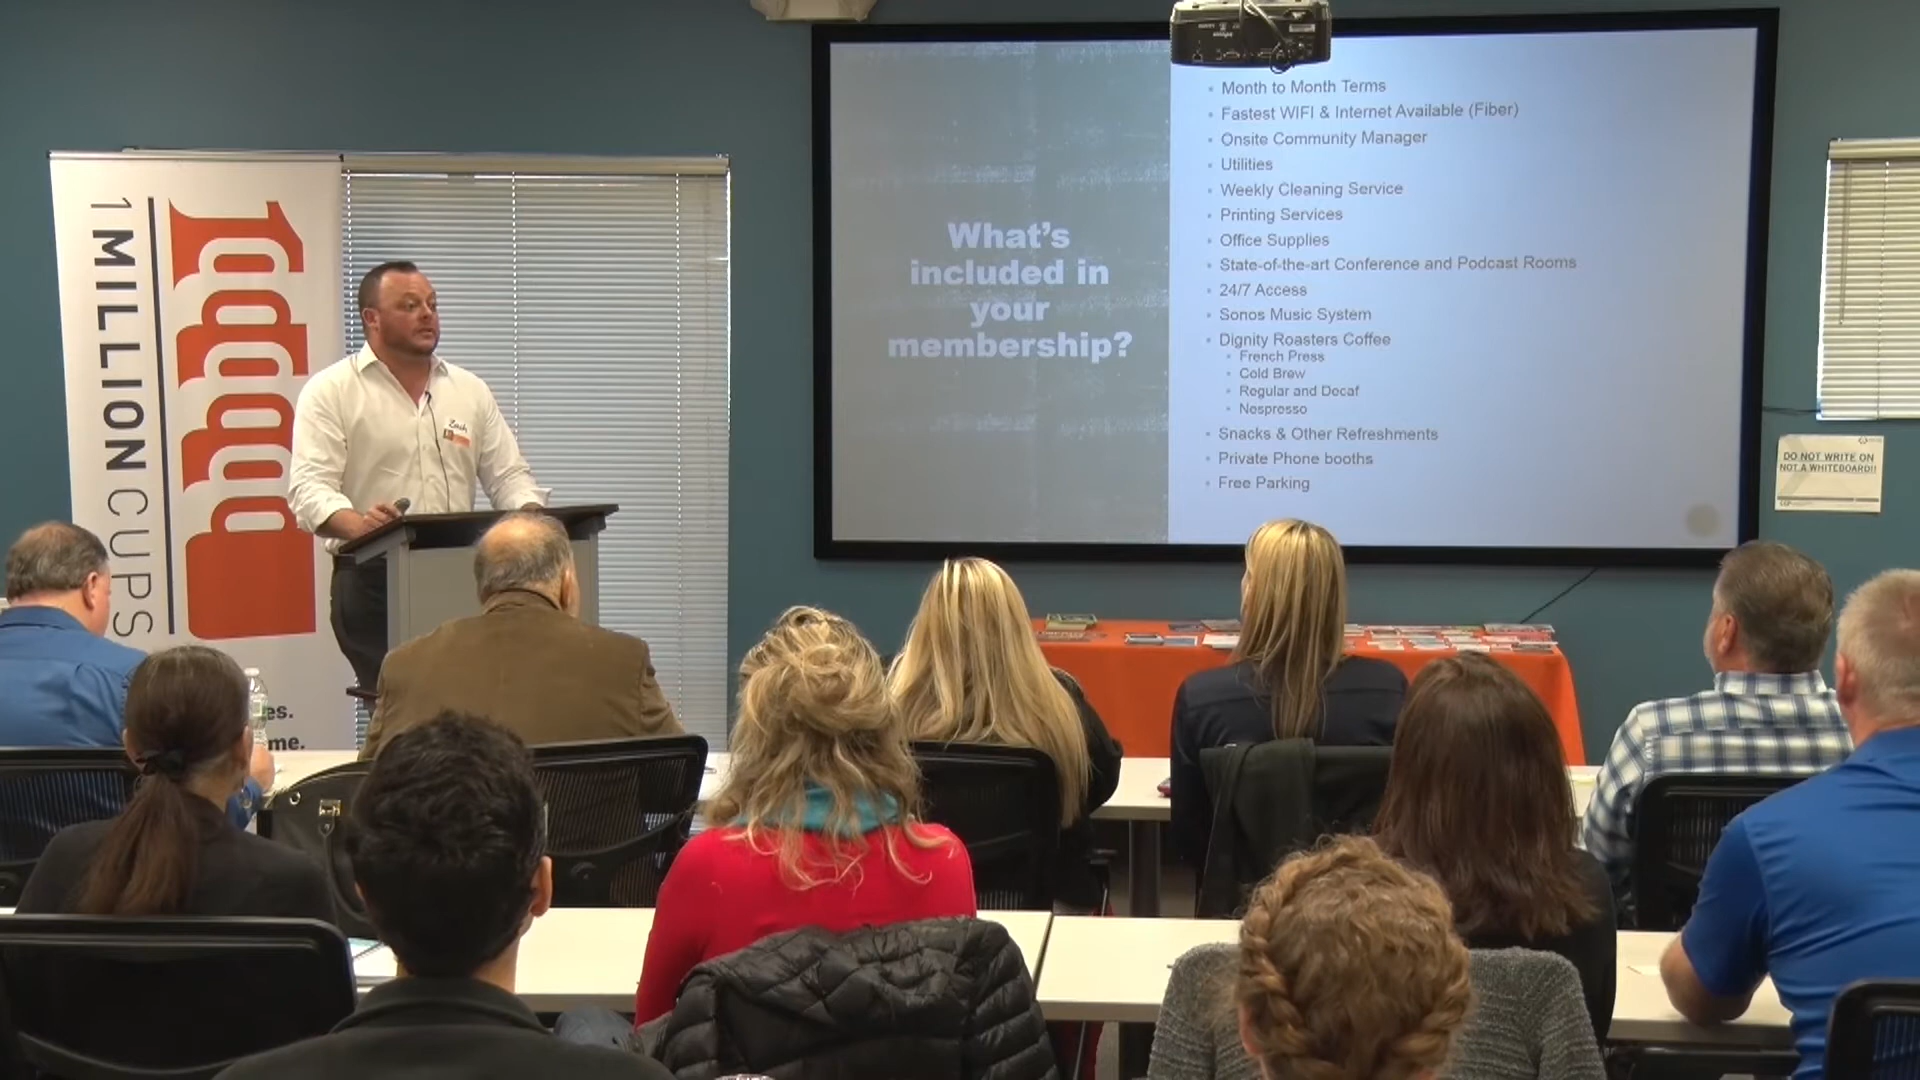 1 MILLION CUPS
es.
me.
Zach
What's
included in
your
membership?
Month to Month Terms
Fastest WIFI & Internet Available (Fiber)
Onsite Community Manager
Utilities
Weekly Cleaning Service
Printing Services
Office Supplies
State-of-the-art Conference and Podcast Rooms
24/7 Access
Sonos Music System
Dignity Roasters Coffee
French Press
Cold Brew
Regular and Decaf
Nespresso
Snacks & Other Refreshments
Private Phone booths
Free Parking
DO NOT WRITE ON
NOT A WHITEBOARD!!